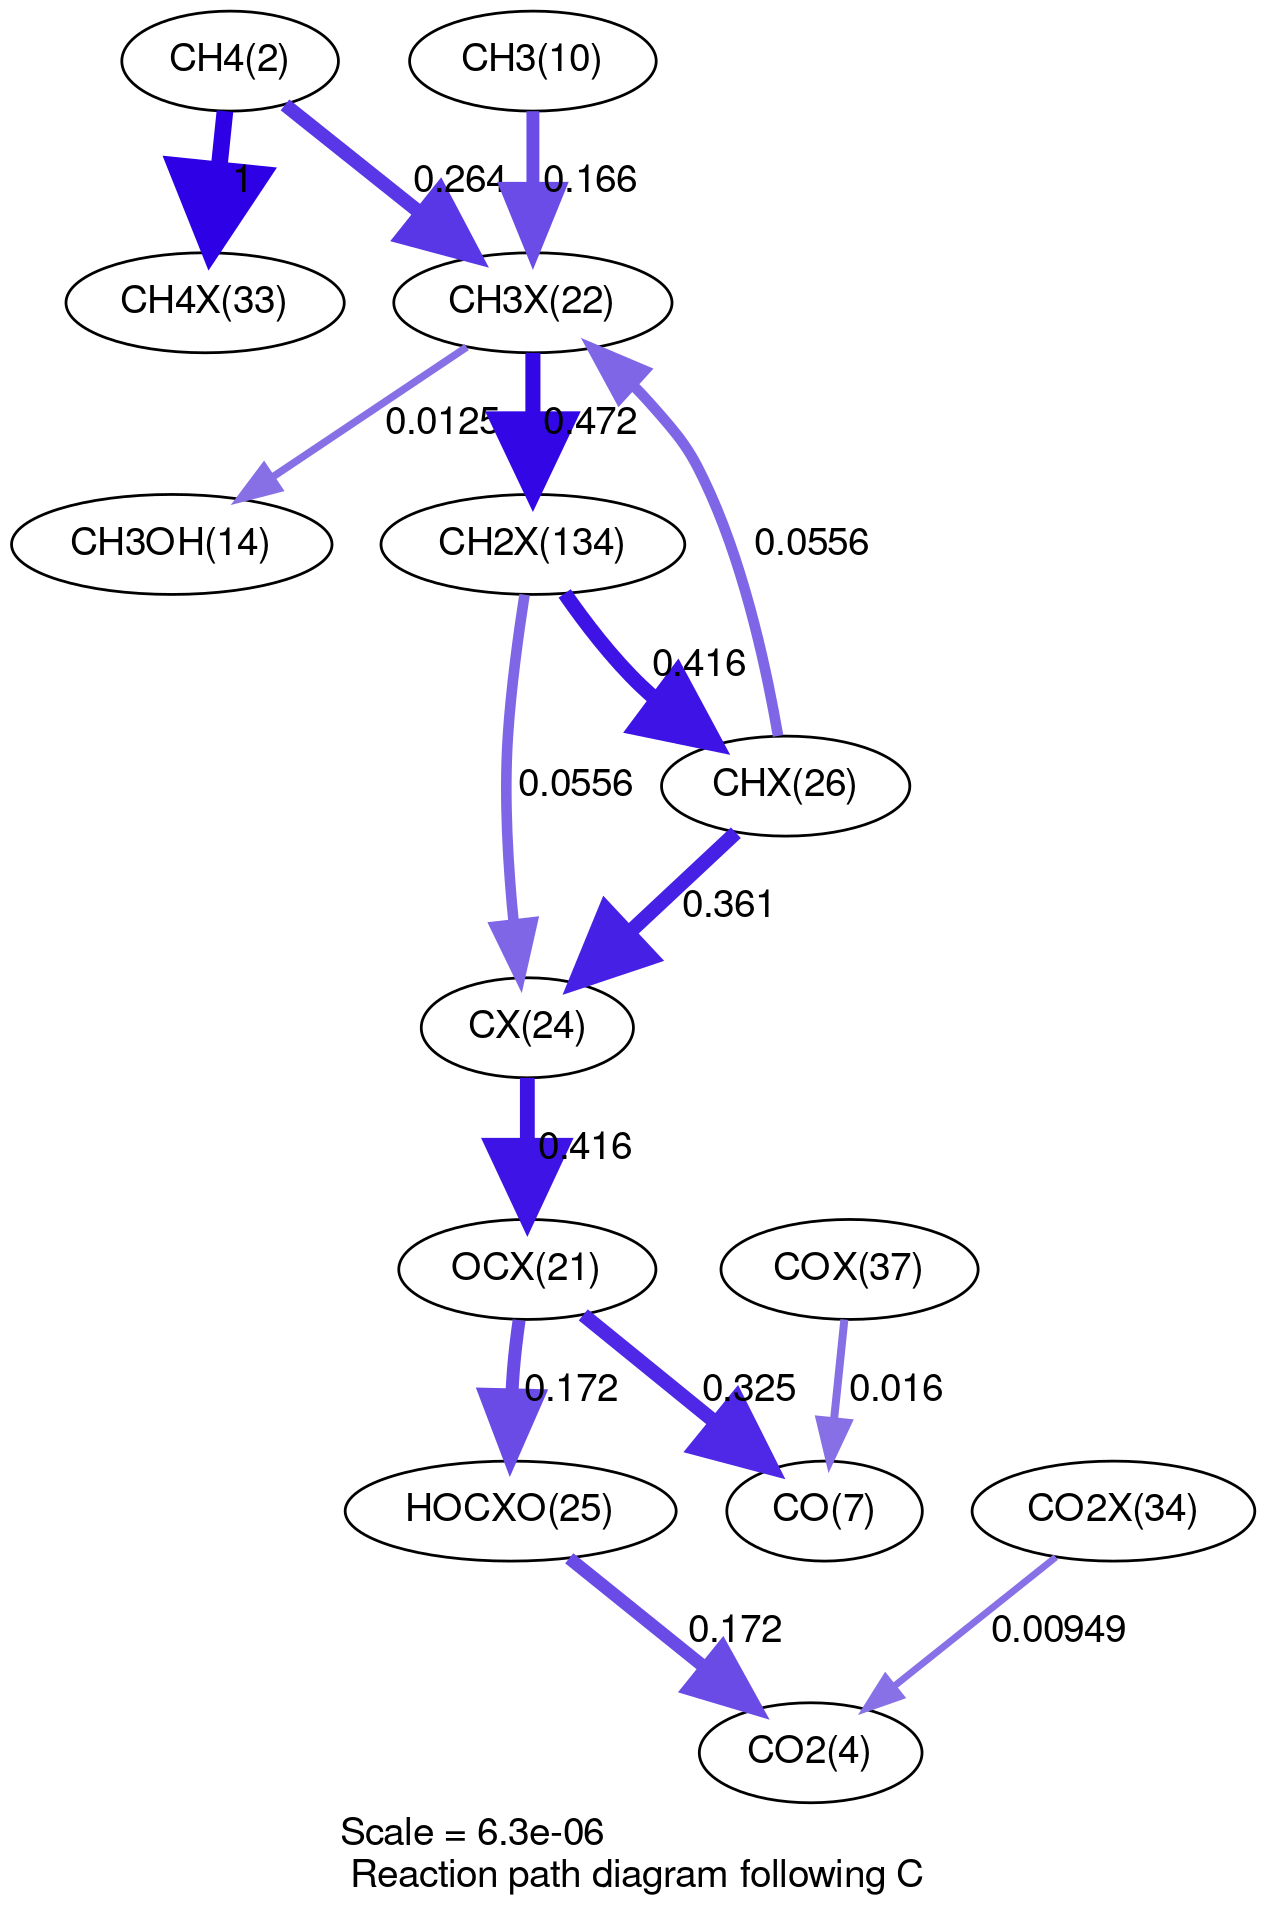 CH4(2)
CH3(10)
1
0.264
0.166
CH4X(33)
CH3X(22)
0.0125
0.472
CH3OH(14)
CH2X(134)
0.0556
0.416
0.0556
CHX(26)
0.361
CX(24)
0.416
OCX(21)
COX(37)
0.172
0.325
0.016
HOCXO(25)
CO(7)
CO2X(34)
0.172
0.00949
CO2(4)
Scale = 6.3e-06
Reaction path diagram following C